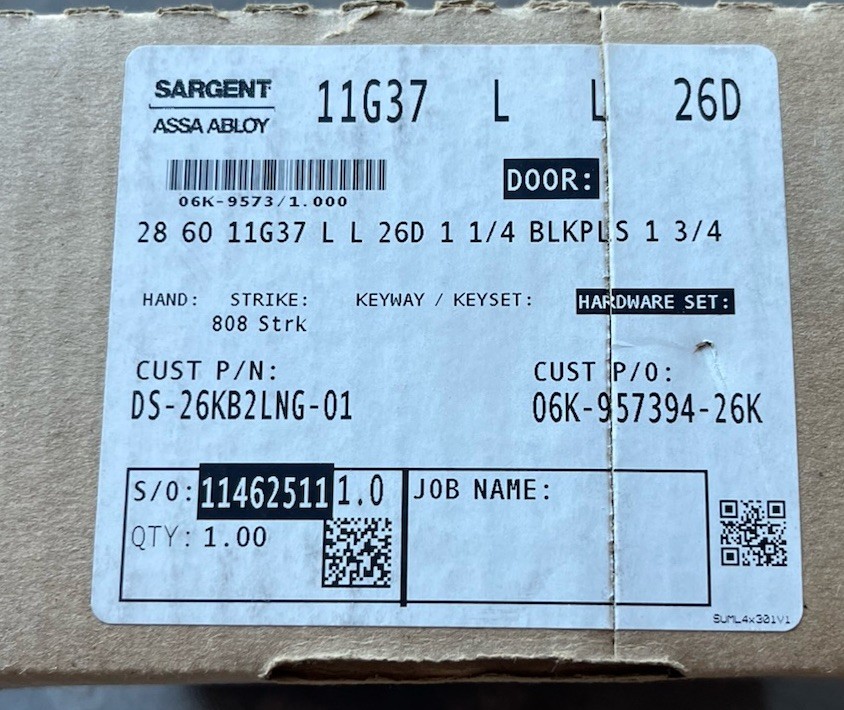 SARGENT
ASSA ABLOY
11G37 L L 26D
06K-9573/1.000
DOOR:
28 60 11G37 L L 26D 1 1/4 BLKPLS 1 3/4
HAND: STRIKE: KEYWAY / KEYSET: HARDWARE SET:
808 Strk
CUST P/N: CUST P/O:
DS-26KB2LNG-01 06K-957394-26K
S/O: 11462511 1.0 JOB NAME:
QTY: 1.00
SUML4x301V1